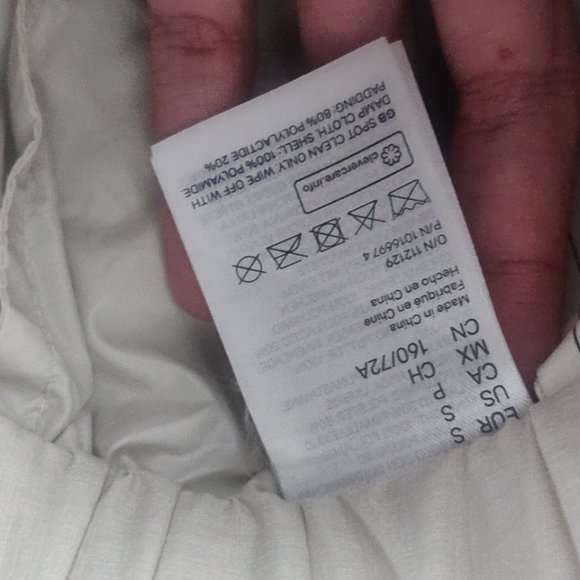 EUR S
US S
CA P
MX CH
CN 160/72A
Made in China
Fabriqué en China
Hecho en China
O/N 112129
P/N 1016697 4
clevercare.info
GB SPOT CLEAN ONLY. WIPE OFF WITH
DAMP CLOTH. SHELL: 100% POLYAMIDE
PADDING: 80% POLYLACTIDE 20%